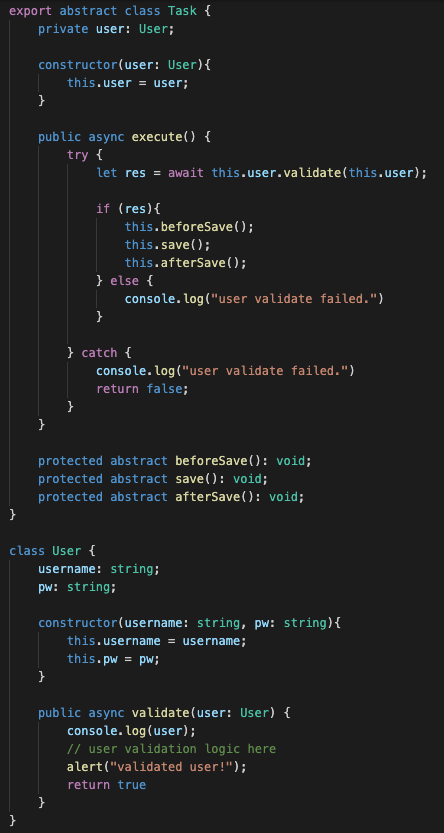 export abstract class Task {
    private user: User;

    constructor(user: User){
        this.user = user;
    }

    public async execute() {
        try {
            let res = await this.user.validate(this.user);

            if (res){
                this.beforeSave();
                this.save();
                this.afterSave();
            } else {
                console.log("user validate failed.")
            }

        } catch {
            console.log("user validate failed.")
            return false;
        }
    }

    protected abstract beforeSave(): void;
    protected abstract save(): void;
    protected abstract afterSave(): void;
}

class User {
    username: string;
    pw: string;

    constructor(username: string, pw: string){
        this.username = username;
        this.pw = pw;
    }

    public async validate(user: User) {
        console.log(user);
        // user validation logic here
        alert("validated user!");
        return true
    }
}